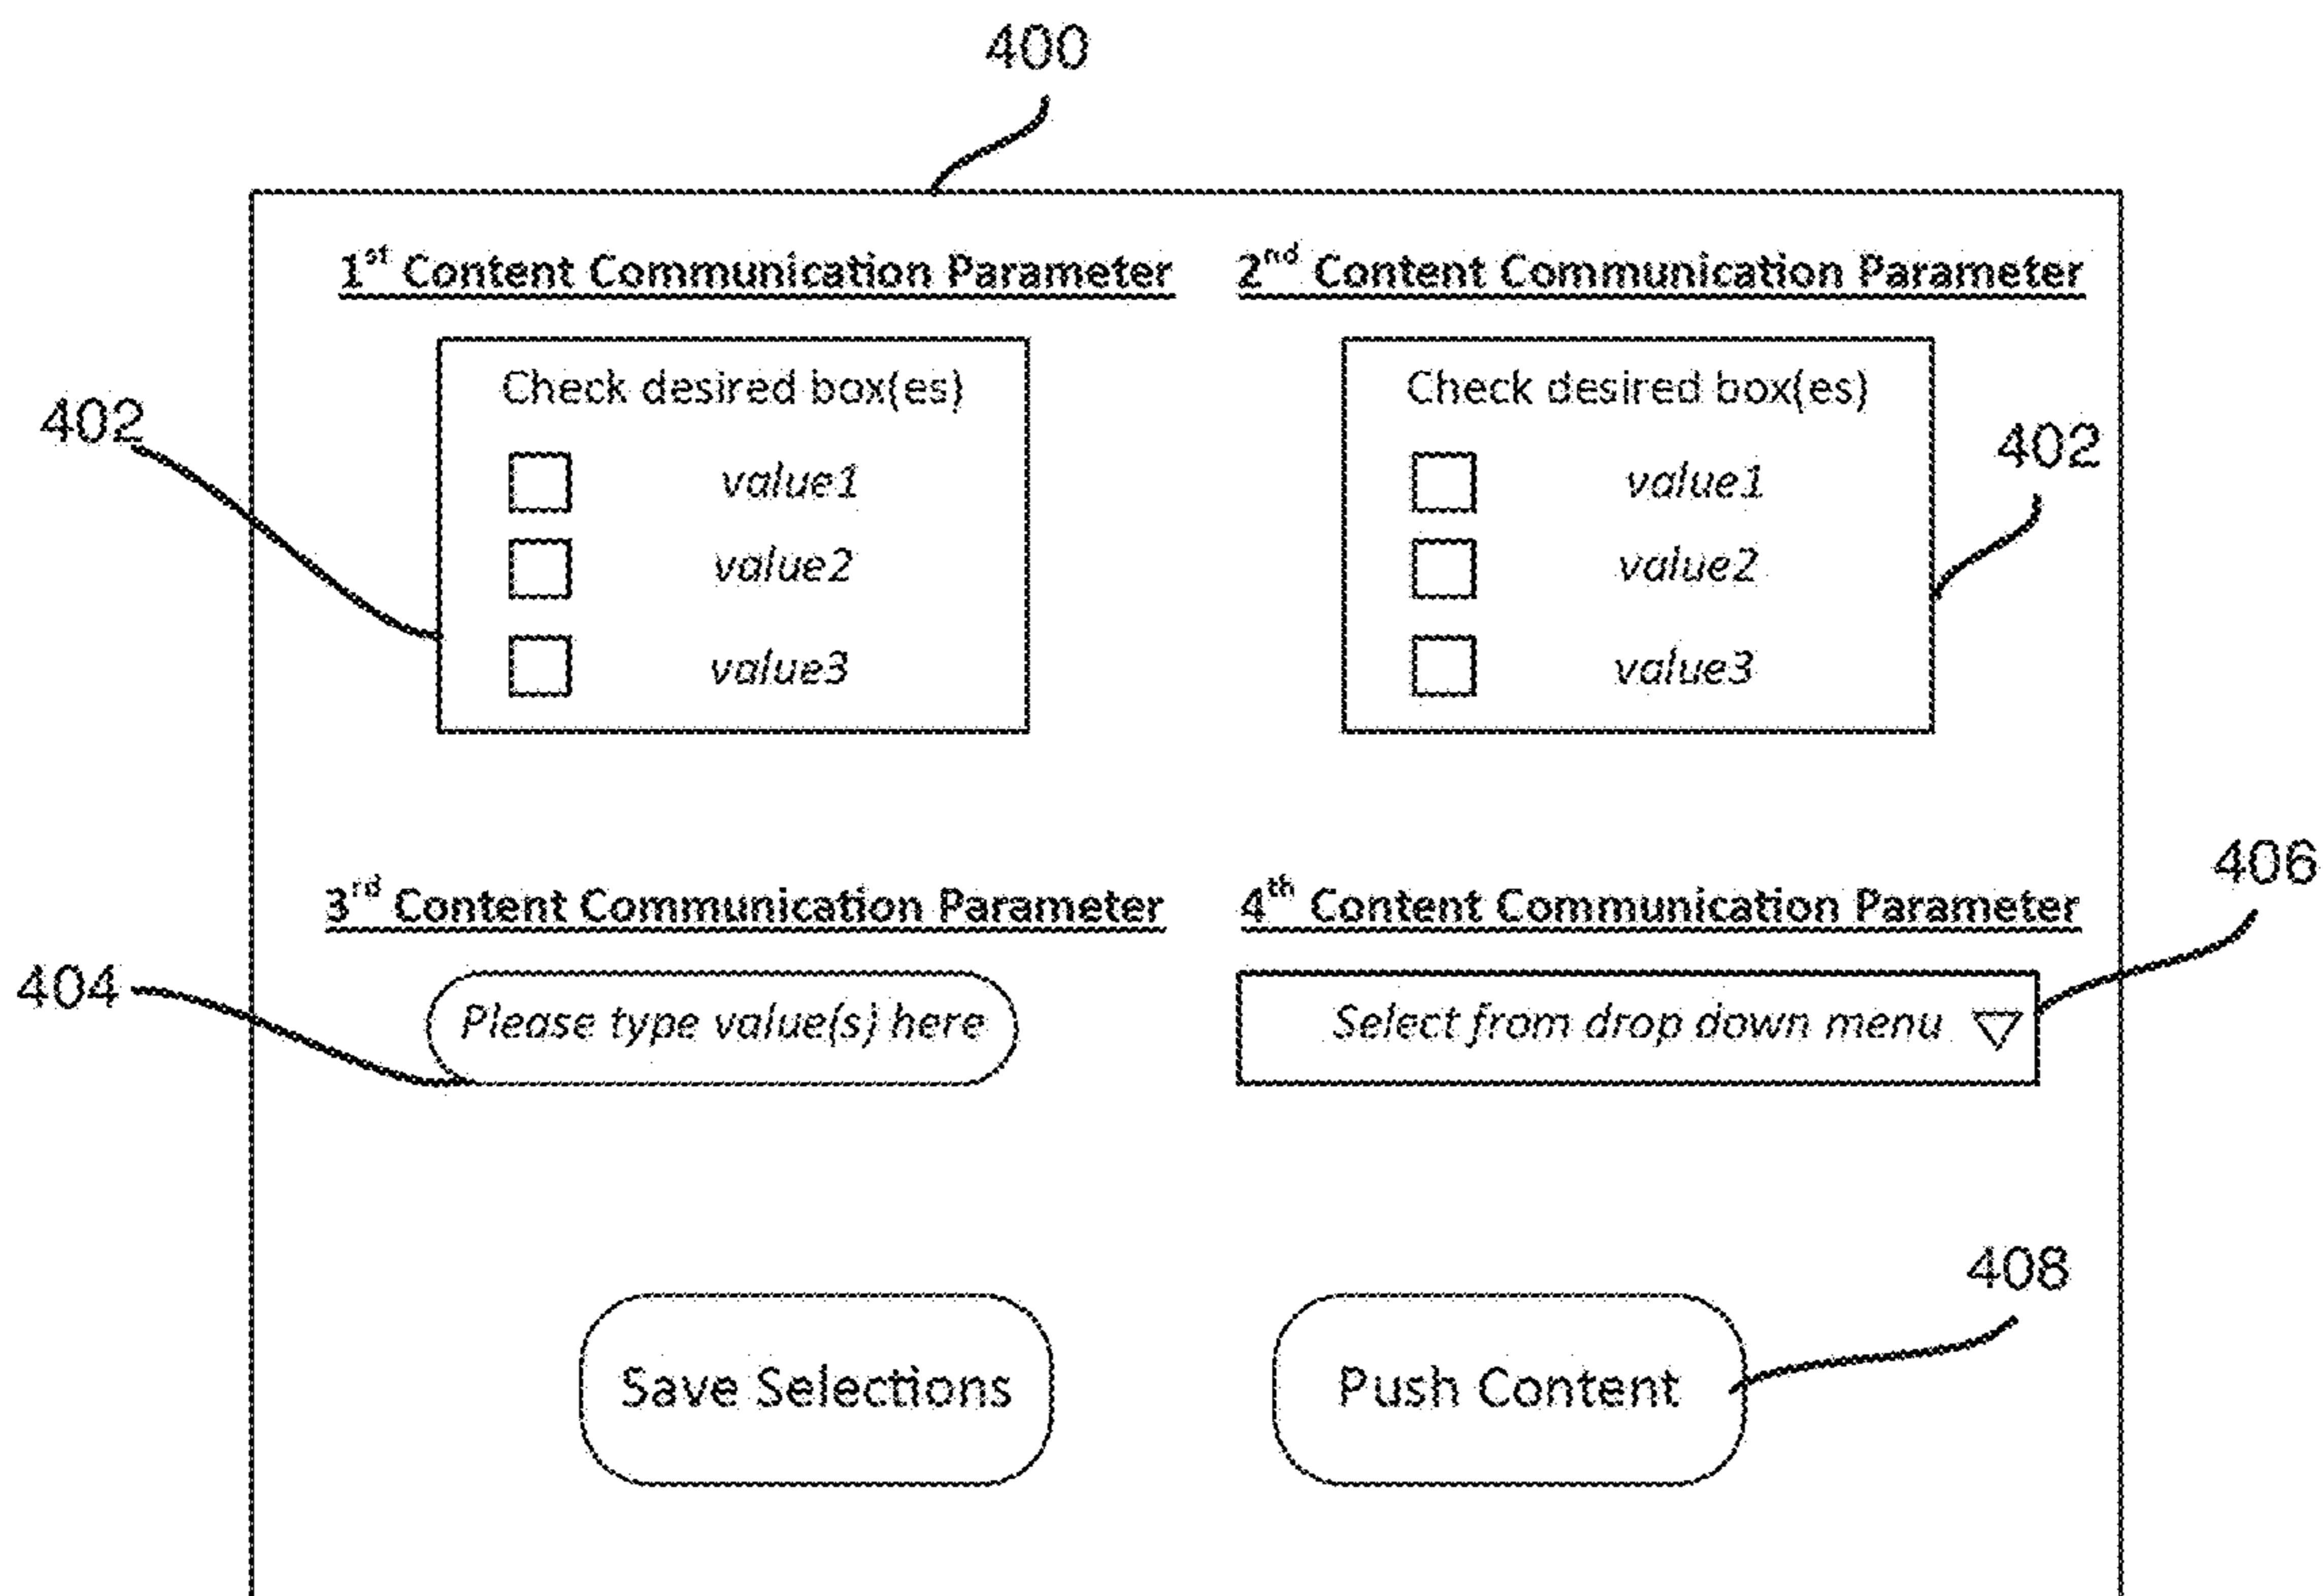 400
1st Content Communication Parameter
2nd Content Communication Parameter
Check desired box(es)
value1
value2
value3
402
Check desired box(es)
value1
value2
value3
402
3rd Content Communication Parameter
4th Content Communication Parameter
406
404
Please type value(s) here
Select from drop down menu
Save Selections
Push Content
408